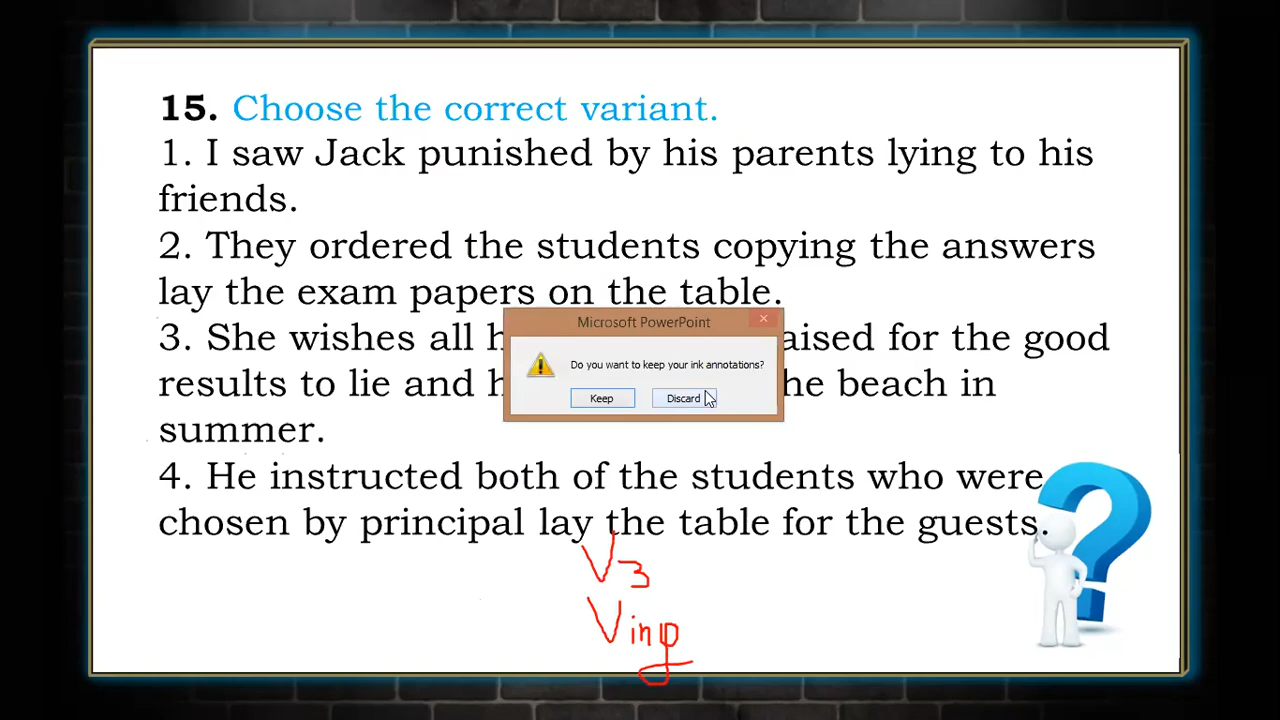 15. Choose the correct variant.
1. I saw Jack punished by his parents lying to his
friends.
2. They ordered the students copying the answers
lay the exam papers on the table.
3. She wishes all aised for the good
results to lie and he beach in
summer.
4. He instructed both of the students who were
chosen by principal lay the table for the guests.
Microsoft PowerPoint
Do you want to keep your ink annotations?
Keep Discard
V3
Ving